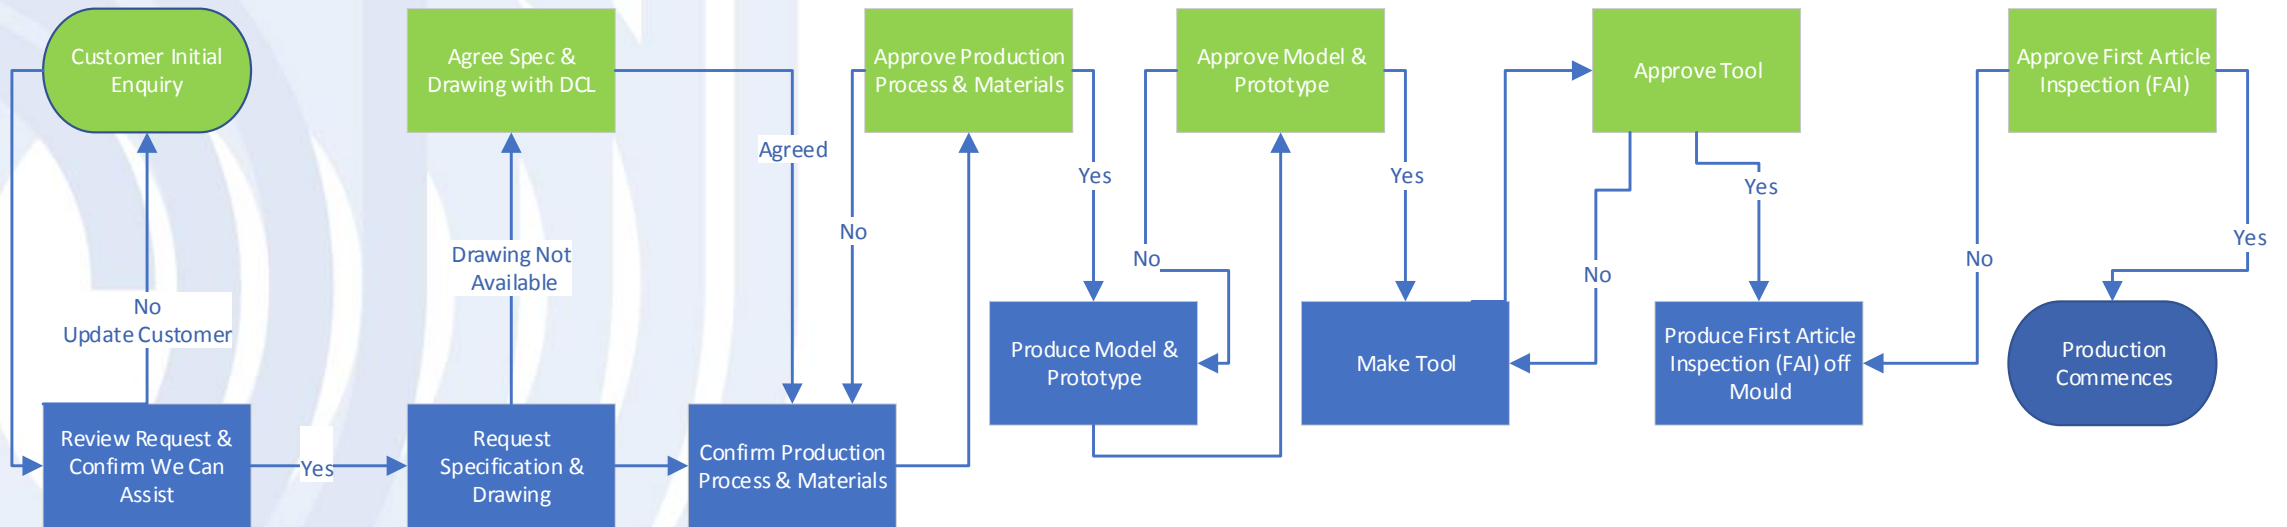 Customer Initial
Enquiry
Agree Spec &
Drawing with DCL
Approve Production
Process & Materials
Approve Model &
Prototype
Approve Tool
Approve First Article
Inspection (FAI)
Agreed
Yes
Yes
Yes
No
Drawing Not
Available
No
No
No
Yes
No
Update Customer
Produce Model &
Prototype
Make Tool
Produce First Article
Inspection (FAI) off
Mould
Production
Commences
Review Request &
Confirm We Can
Assist
Yes
Request
Specification &
Drawing
Confirm Production
Process & Materials